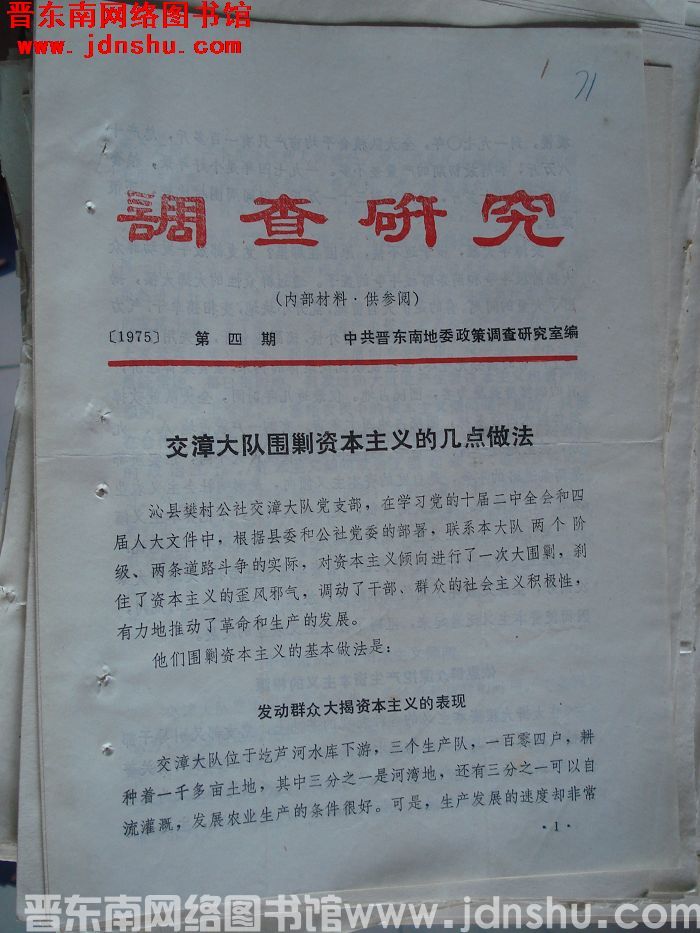 晋东南网络图书馆
www.jdnshu.com
1
71
調查研究
（内部材料·供参阅）
〔1975〕 第四期 中共晋东南地委政策调查研究室编
交漳大队围剿资本主义的几点做法
沁县樊村公社交漳大队党支部，在学习党的十届二中全会和四
届人大文件中，根据县委和公社党委的部署，联系本大队两个阶
级、两条道路斗争的实际，对资本主义倾向进行了一次大围剿，刹
住了资本主义的歪风邪气，调动了干部、群众的社会主义积极性，
有力地推动了革命和生产的发展。
他们围剿资本主义的基本做法是：
发动群众大揭资本主义的表现
交漳大队位于圪芦河水库下游，三个生产队，一百零四户，耕
种着一千多亩土地，其中三分之一是河湾地，还有三分之一可以自
流灌溉，发展农业生产的条件很好。可是，生产发展的速度却非常
·1·
晋东南网络图书馆 www.jdnshu.com